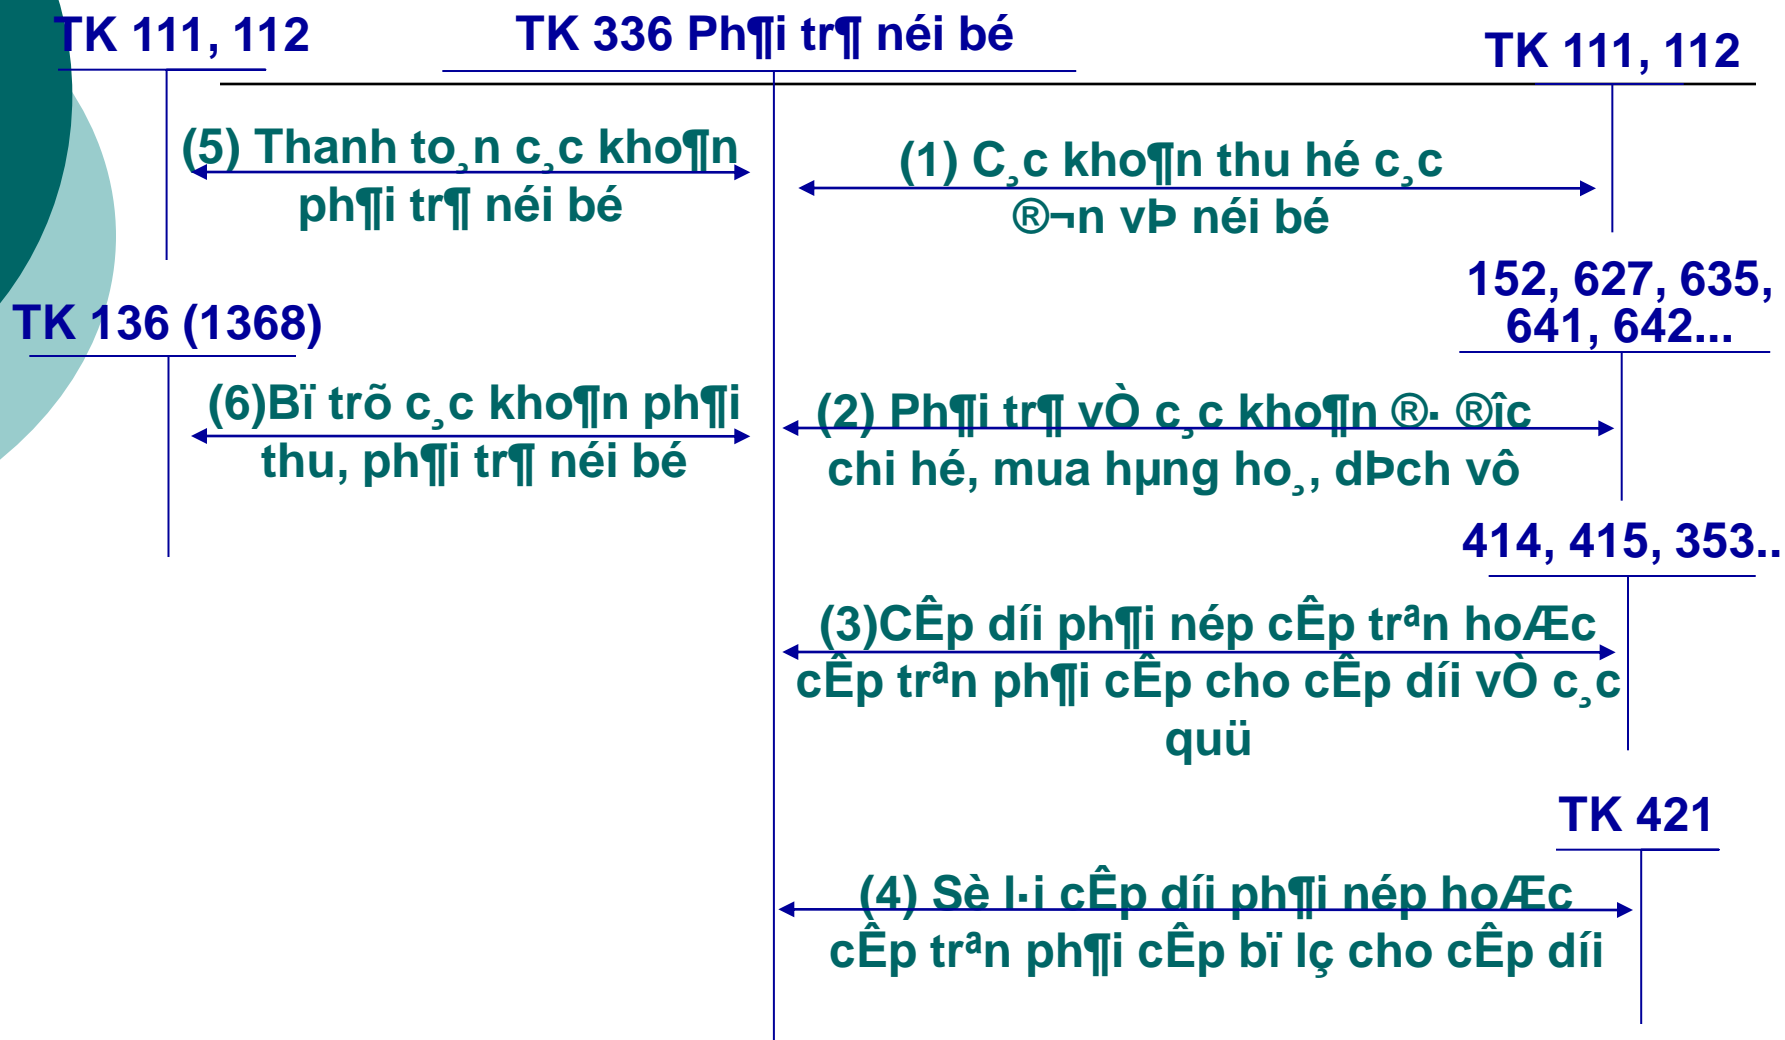 TK 111, 112
TK 336 Ph¶i tr¶ néi bé
TK 111, 112
(5) Thanh to¸n c¸c kho¶n
ph¶i tr¶ néi bé
(1) C¸c kho¶n thu hé c¸c
®¬n vÞ néi bé
152, 627, 635,
641, 642...
TK 136 (1368)
(6)Bï trõ c¸c kho¶n ph¶i
thu, ph¶i tr¶ néi bé
(2) Ph¶i tr¶ vÒ c¸c kho¶n ®· ®îc
chi hé, mua hµng ho¸, dÞch vô
414, 415, 353..
(3)CÊp díi ph¶i nép cÊp trªn hoÆc
cÊp trªn ph¶i cÊp cho cÊp díi vÒ c¸c
quü
TK 421
(4) Sè l·i cÊp díi ph¶i nép hoÆc
cÊp trªn ph¶i cÊp bï lç cho cÊp díi